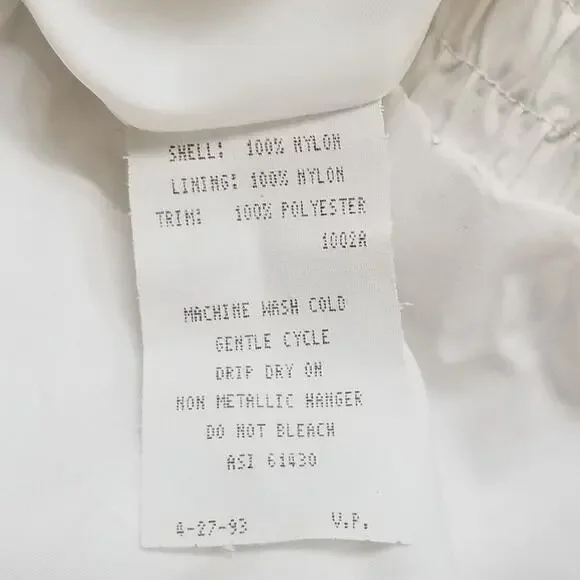 SHELL: 100% NYLON
LINING: 100% NYLON
TRIM: 100% POLYESTER
1002A
MACHINE WASH COLD
GENTLE CYCLE
DRIP DRY ON
NON METALLIC HANGER
DO NOT BLEACH
ASI 61430
4-27-93 V.P.